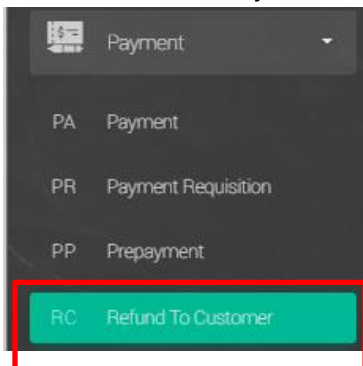 Payment
PA Payment
PR Payment Requisition
PP Prepayment
RC Refund To Customer